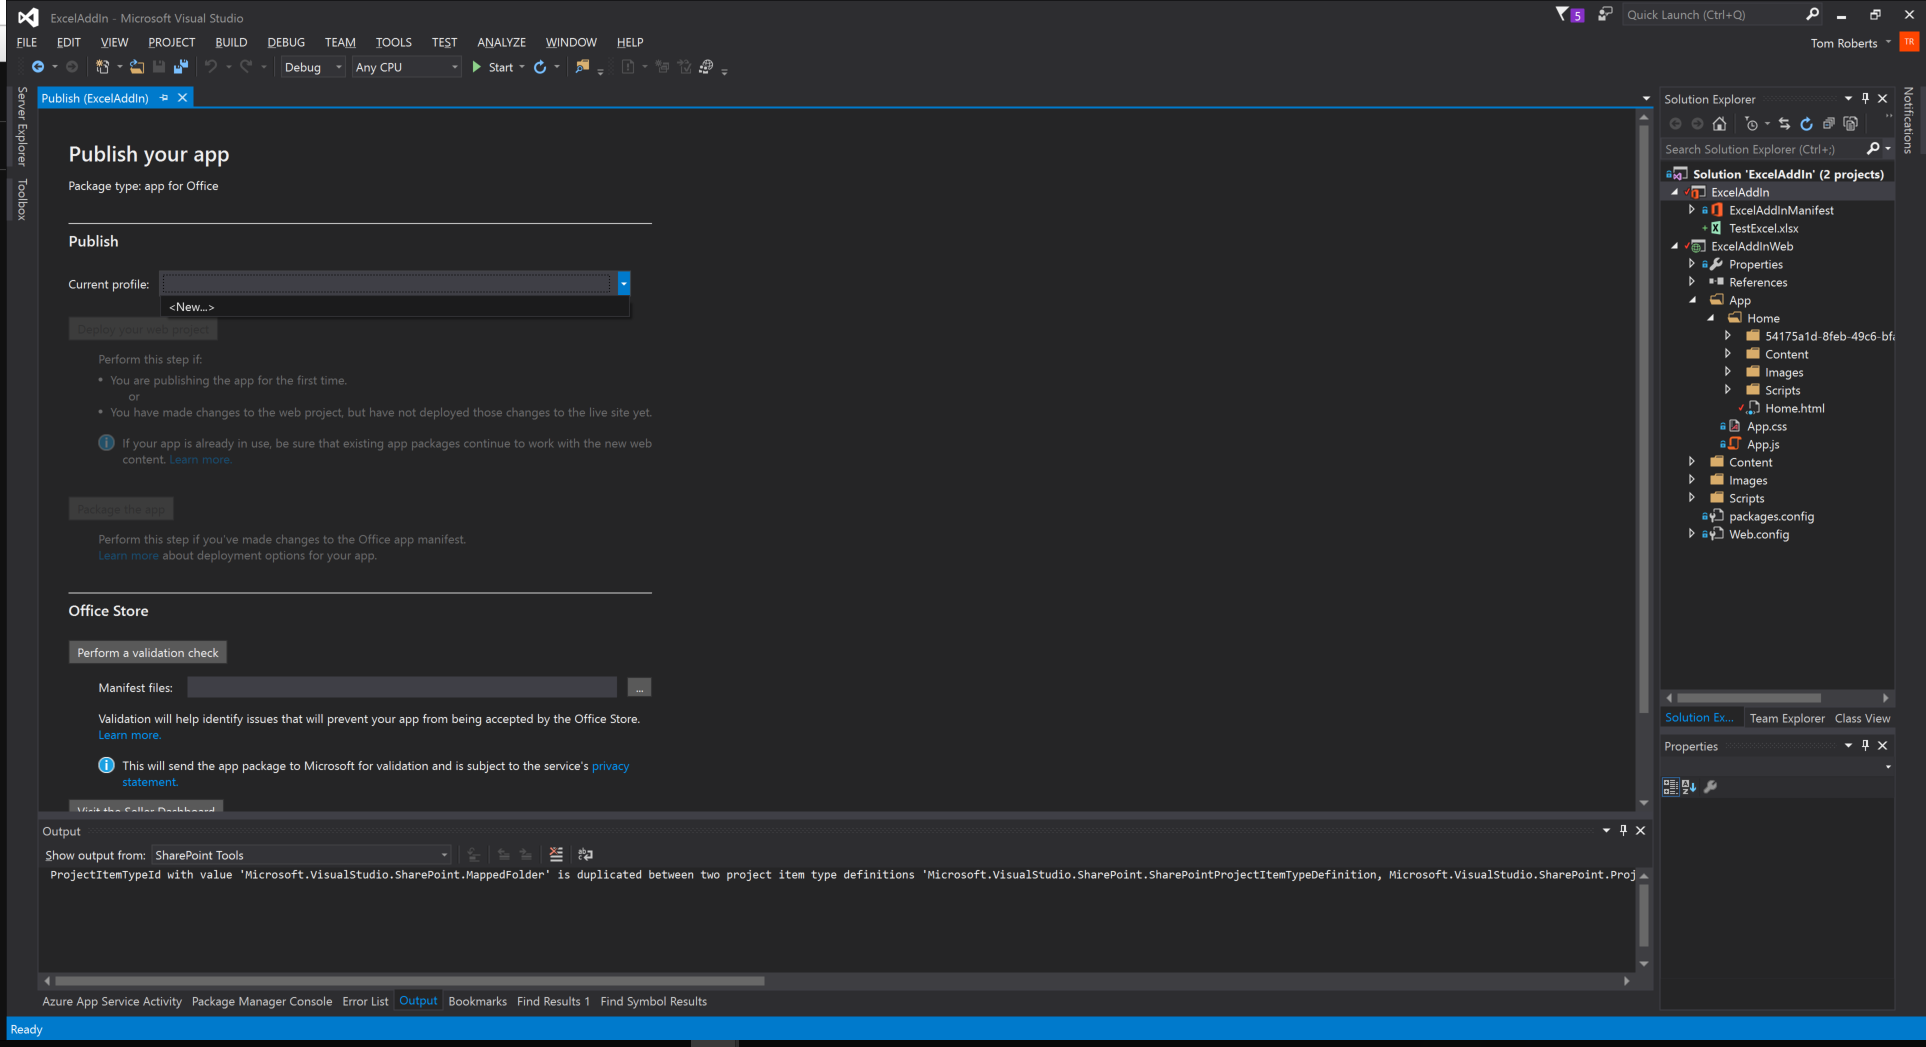 ExcelAddIn - Microsoft Visual Studio
5
Quick Launch (Ctrl+Q)
FILE EDIT VIEW PROJECT BUILD DEBUG TEAM TOOLS TEST ANALYZE WINDOW HELP
Tom Roberts TR
Debug Any CPU Start
Server Explorer
Toolbox
Publish (ExcelAddIn)
Publish your app
Package type: app for Office
Publish
Current profile:
<New...>
Deploy your web project
Perform this step if:
• You are publishing the app for the first time.
or
• You have made changes to the web project, but have not deployed those changes to the live site yet.
If your app is already in use, be sure that existing app packages continue to work with the new web
content. Learn more.
Package the app
Perform this step if you've made changes to the Office app manifest.
Learn more about deployment options for your app.
Office Store
Perform a validation check
Manifest files:
...
Validation will help identify issues that will prevent your app from being accepted by the Office Store.
Learn more.
This will send the app package to Microsoft for validation and is subject to the service's privacy
statement.
Visit the Seller Dashboard
Output
Show output from: SharePoint Tools
ProjectItemTypeId with value 'Microsoft.VisualStudio.SharePoint.MappedFolder' is duplicated between two project item type definitions 'Microsoft.VisualStudio.SharePoint.SharePointProjectItemTypeDefinition, Microsoft.VisualStudio.SharePoint.Proj
Azure App Service Activity Package Manager Console Error List Output Bookmarks Find Results 1 Find Symbol Results
Ready
Solution Explorer
Search Solution Explorer (Ctrl+;)
Solution 'ExcelAddIn' (2 projects)
ExcelAddIn
ExcelAddInManifest
TestExcel.xlsx
ExcelAddInWeb
Properties
References
App
Home
54175a1d-8feb-49c6-bfa
Content
Images
Scripts
Home.html
App.css
App.js
Content
Images
Scripts
packages.config
Web.config
Solution Ex... Team Explorer Class View
Properties
Notifications